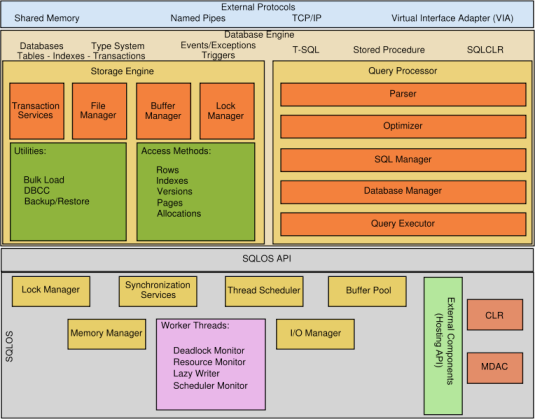 External Protocols
Shared Memory Named Pipes TCP/IP Virtual Interface Adapter (VIA)
Database Engine
Databases Type System Events/Exceptions T-SQL Stored Procedure SQLCLR
Tables - Indexes - Transactions Triggers
Storage Engine
Transaction Services
File Manager
Buffer Manager
Lock Manager
Utilities:
Bulk Load
DBCC
Backup/Restore
Access Methods:
Rows
Indexes
Versions
Pages
Allocations
Query Processor
Parser
Optimizer
SQL Manager
Database Manager
Query Executor
SQLOS API
SQLOS
Lock Manager
Synchronization Services
Thread Scheduler
Buffer Pool
Memory Manager
Worker Threads:
Deadlock Monitor
Resource Monitor
Lazy Writer
Scheduler Monitor
I/O Manager
External Components
(Hosting API)
CLR
MDAC